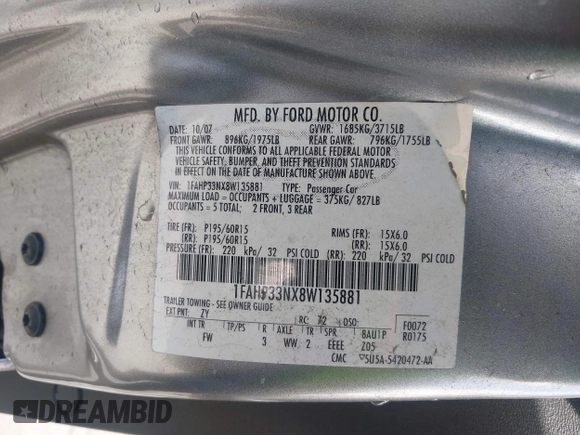 MFD. BY FORD MOTOR CO.
DATE: 10/07 GVWR: 1685KG/3715LB
FRONT GAWR: 896KG/1975LB REAR GAWR: 796KG/1755LB
THIS VEHICLE CONFORMS TO ALL APPLICABLE FEDERAL MOTOR
VEHICLE SAFETY, BUMPER, AND THEFT PREVENTION STANDARDS
IN EFFECT ON THE DATE OF MANUFACTURE SHOWN ABOVE.
VIN: 1FAHP33NX8W135881 TYPE: Passenger Car
MAXIMUM LOAD = OCCUPANTS + LUGGAGE = 375KG/ 827LB
OCCUPANTS = 5 TOTAL; 2 FRONT, 3 REAR
TIRE (FR): P195/60R15 RIMS (FR): 15X6.0
(RR): P195/60R15 (RR): 15X6.0
PRESSURE (FR): 220 kPa/ 32 PSI COLD (RR): 220 kPa/ 32 PSI COLD
1FAHP33NX8W135881
TRAILER TOWING - SEE OWNER GUIDE
EXT PNT: ZY RC: 72 DSO: F0072
INT TR TP/PS R AXLE TR SPR BAU1P R0175
FW 3 WW 2 EEEE Z05
CMC 5U5A-5420472-AA
DREAMBID